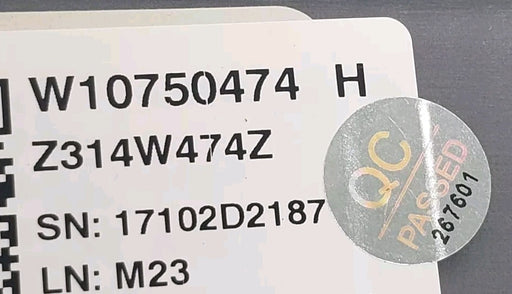 W10750474 H
Z314W474Z
SN: 17102D2187
LN: M23
QC
PASSED
267601